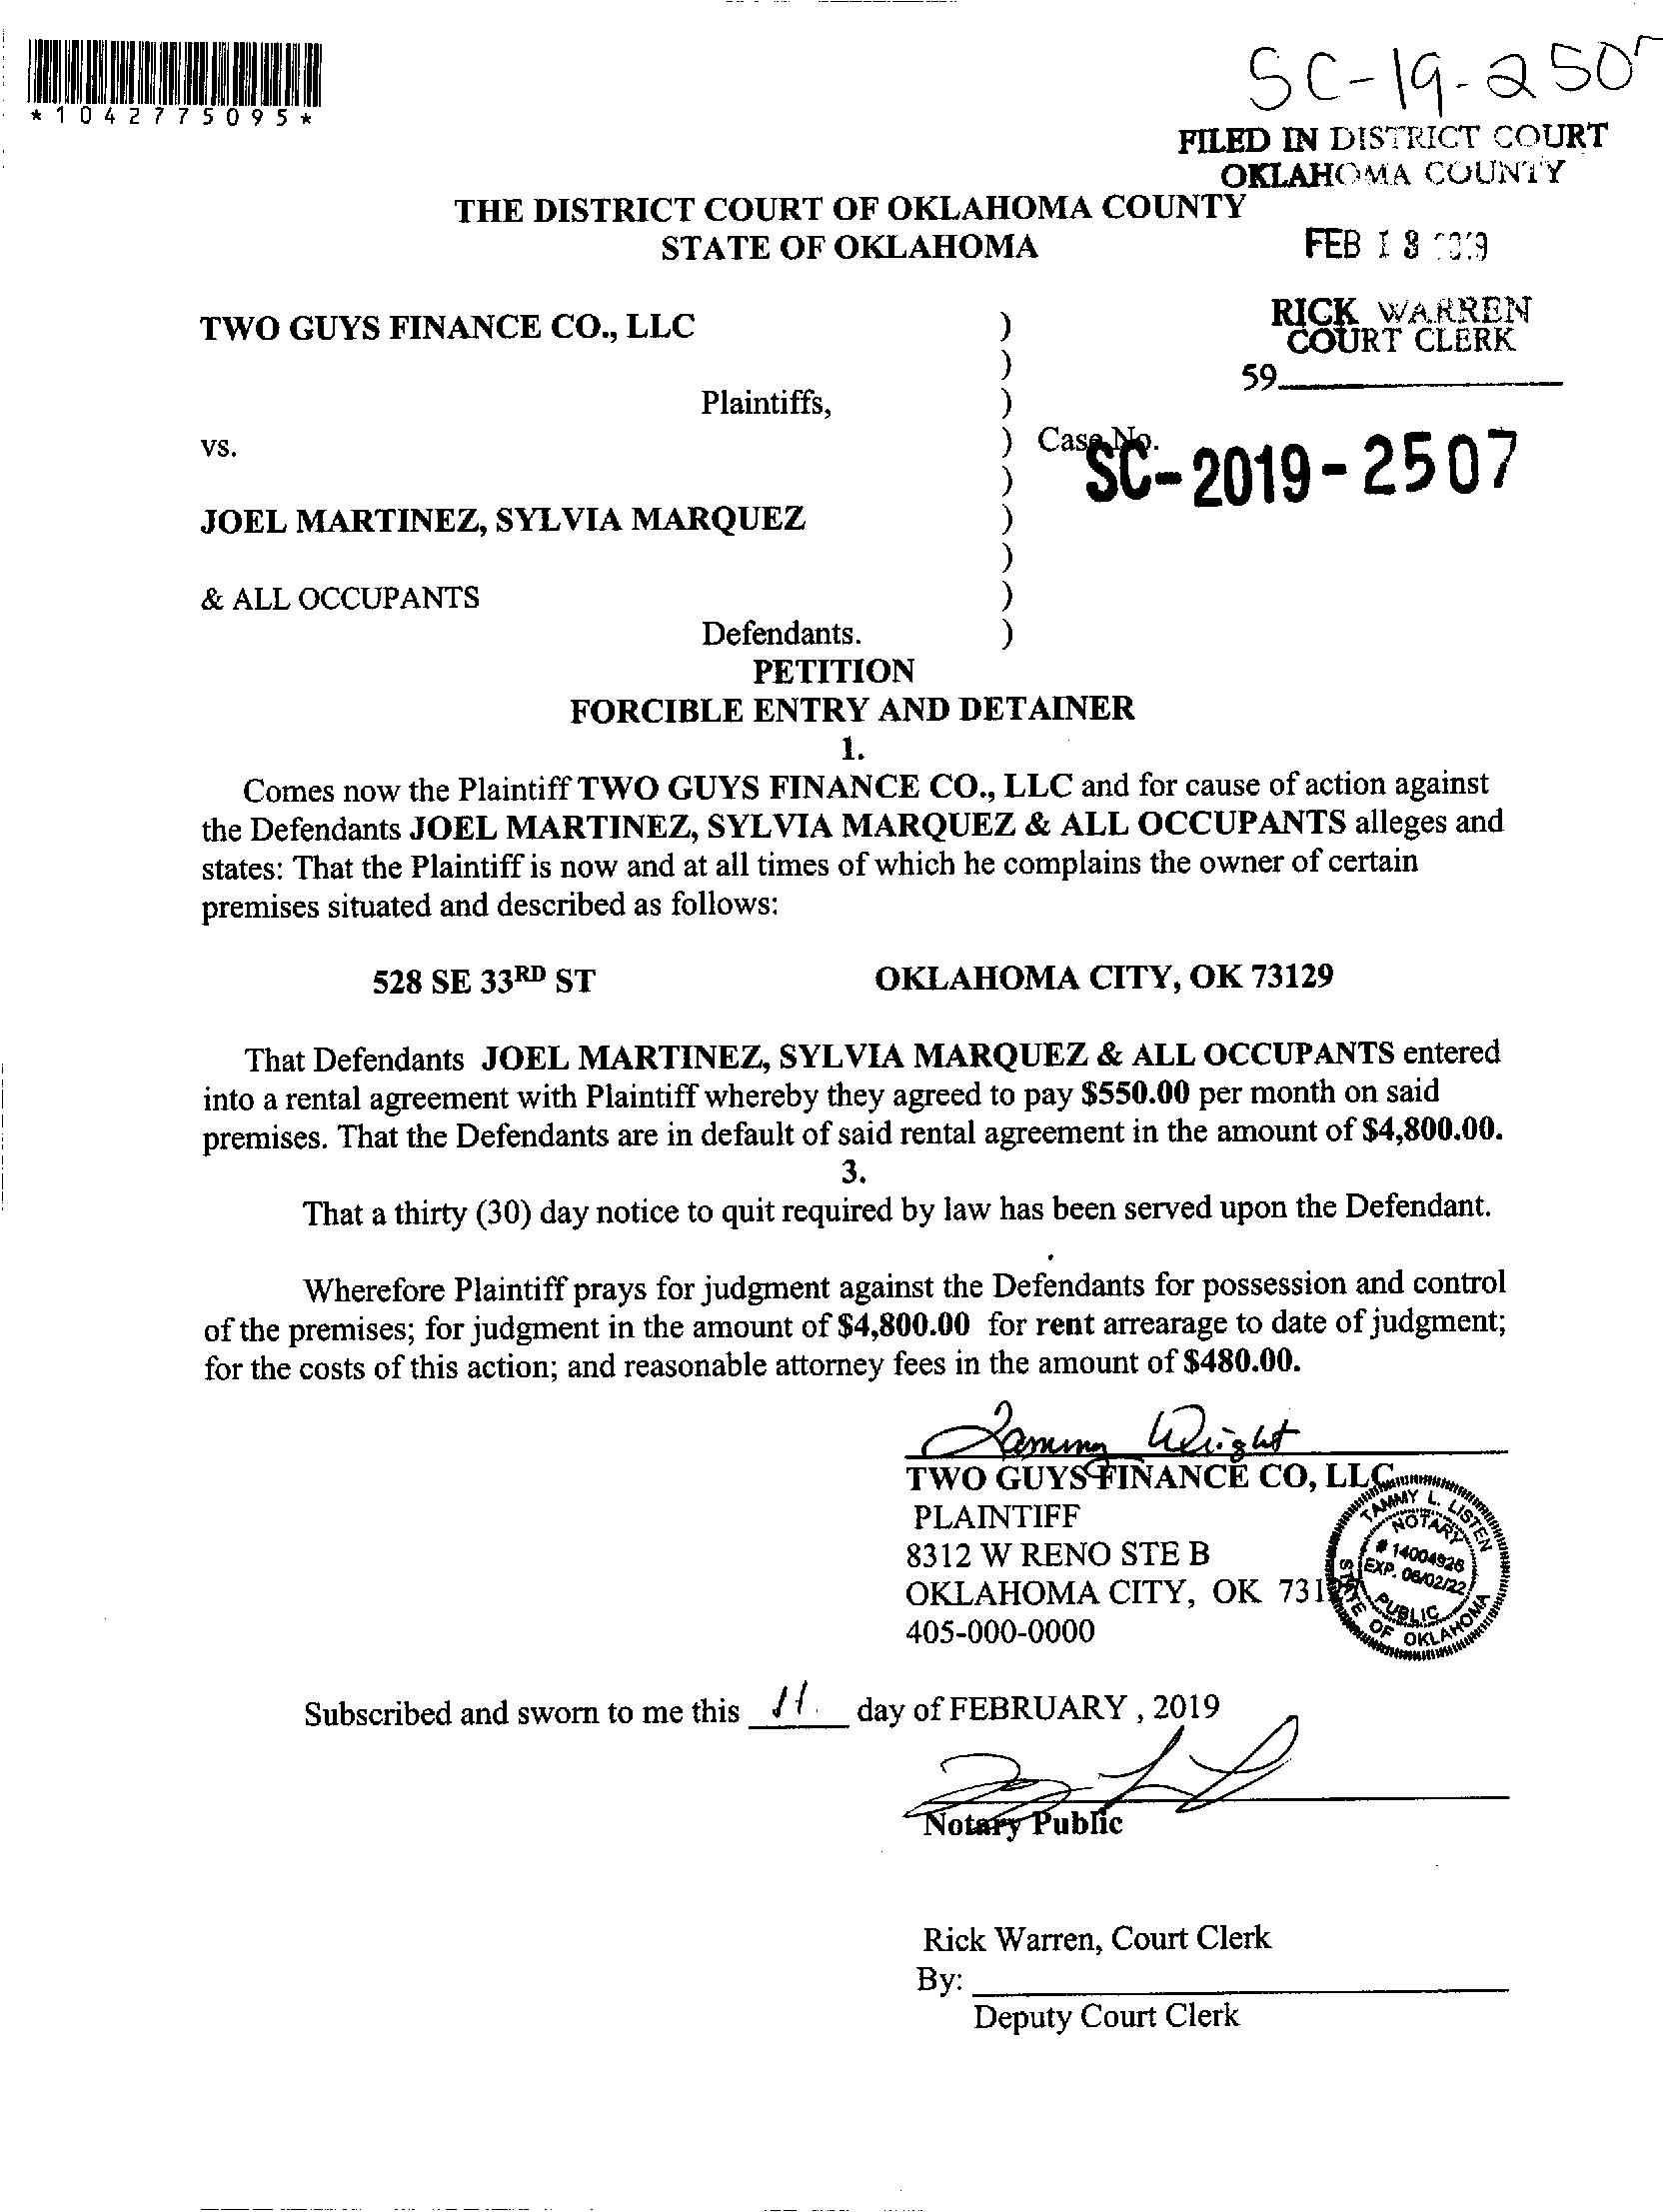 *1042775095*
SC-19-250
FILED IN DISTRICT COURT
OKLAHOMA COUNTY
THE DISTRICT COURT OF OKLAHOMA COUNTY
STATE OF OKLAHOMA
FEB 18 2019
TWO GUYS FINANCE CO., LLC )
RICK WARREN
COURT CLERK
)
59
Plaintiffs, )
vs. ) Case No.
SC-2019-2507
)
JOEL MARTINEZ, SYLVIA MARQUEZ )
)
& ALL OCCUPANTS )
Defendants. )
PETITION
FORCIBLE ENTRY AND DETAINER
1.
Comes now the Plaintiff TWO GUYS FINANCE CO., LLC and for cause of action against
the Defendants JOEL MARTINEZ, SYLVIA MARQUEZ & ALL OCCUPANTS alleges and
states: That the Plaintiff is now and at all times of which he complains the owner of certain
premises situated and described as follows:
528 SE 33RD ST OKLAHOMA CITY, OK 73129
That Defendants JOEL MARTINEZ, SYLVIA MARQUEZ & ALL OCCUPANTS entered
into a rental agreement with Plaintiff whereby they agreed to pay $550.00 per month on said
premises. That the Defendants are in default of said rental agreement in the amount of $4,800.00.
3.
That a thirty (30) day notice to quit required by law has been served upon the Defendant.
Wherefore Plaintiff prays for judgment against the Defendants for possession and control
of the premises; for judgment in the amount of $4,800.00 for rent arrearage to date of judgment;
for the costs of this action; and reasonable attorney fees in the amount of $480.00.
Tammy Wright
TWO GUYS FINANCE CO, LLC
PLAINTIFF
8312 W RENO STE B
OKLAHOMA CITY, OK 731
405-000-0000
TAMMY L. LISTEN
NOTARY
# 14004926
EXP. 06/02/22
PUBLIC
STATE OF OKLAHOMA
Subscribed and sworn to me this 11 day of FEBRUARY , 2019
Notary Public
Rick Warren, Court Clerk
By:
Deputy Court Clerk